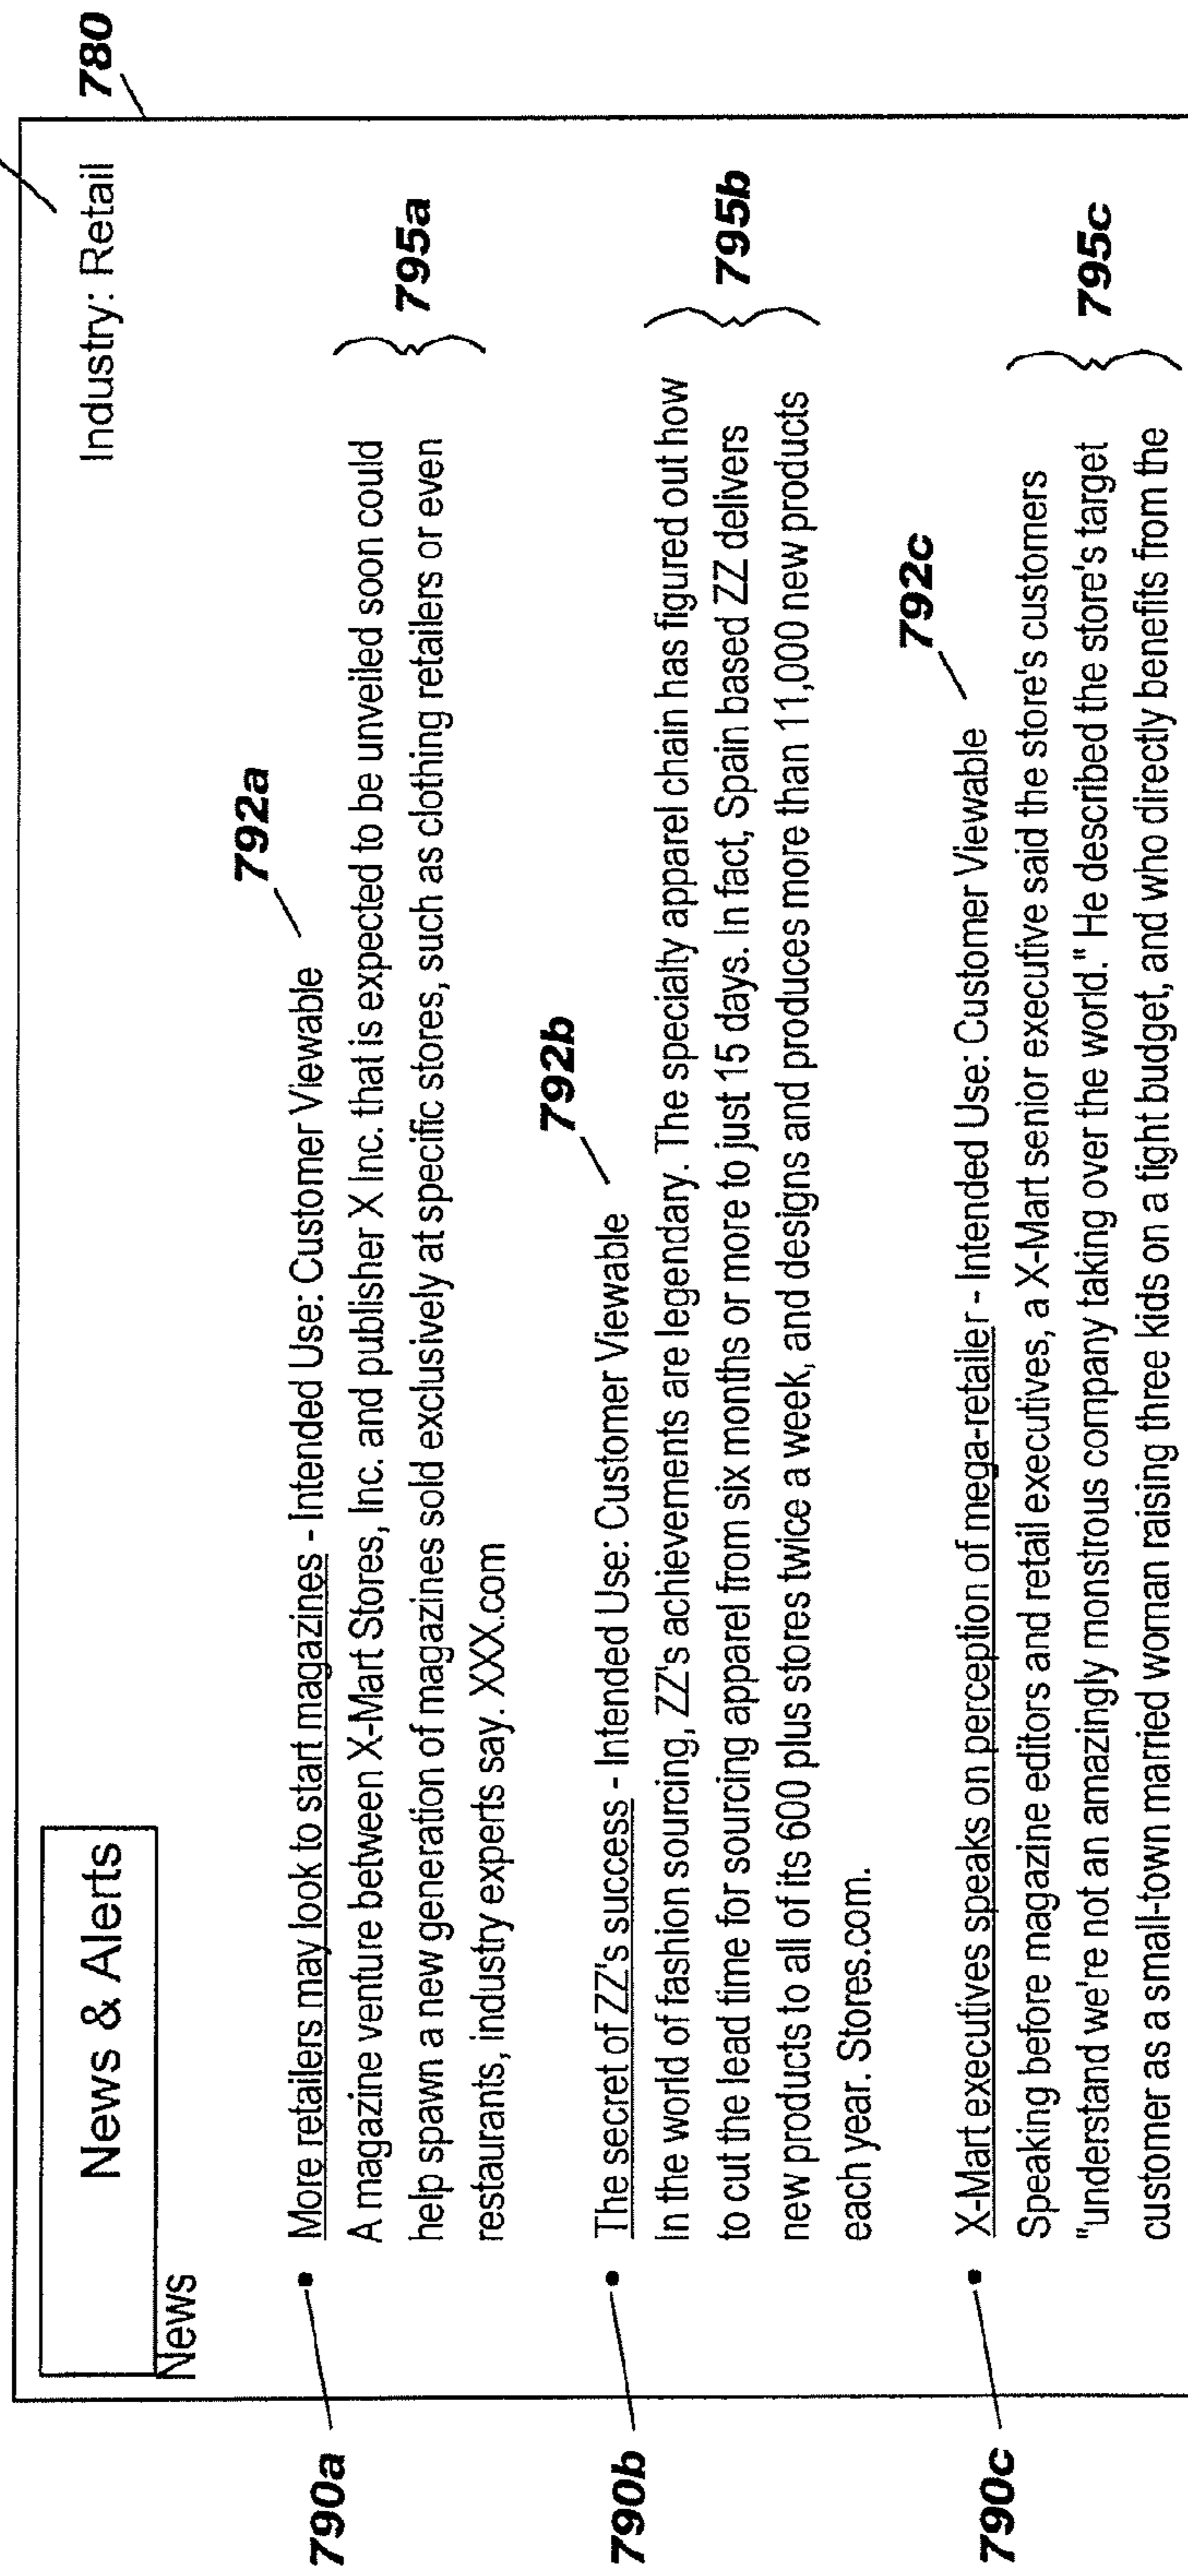 780
Industry: Retail
News & Alerts
News
792a
790a
• More retailers may look to start magazines - Intended Use: Customer Viewable
A magazine venture between X-Mart Stores, Inc. and publisher X Inc. that is expected to be unveiled soon could
help spawn a new generation of magazines sold exclusively at specific stores, such as clothing retailers or even
restaurants, industry experts say. XXX.com
795a
792b
790b
• The secret of ZZ's success - Intended Use: Customer Viewable
In the world of fashion sourcing, ZZ's achievements are legendary. The specialty apparel chain has figured out how
to cut the lead time for sourcing apparel from six months or more to just 15 days. In fact, Spain based ZZ delivers
new products to all of its 600 plus stores twice a week, and designs and produces more than 11,000 new products
each year. Stores.com.
795b
792c
790c
• X-Mart executives speaks on perception of mega-retailer - Intended Use: Customer Viewable
Speaking before magazine editors and retail executives, a X-Mart senior executive said the store's customers
"understand we're not an amazingly monstrous company taking over the world." He described the store's target
customer as a small-town married woman raising three kids on a tight budget, and who directly benefits from the
795c